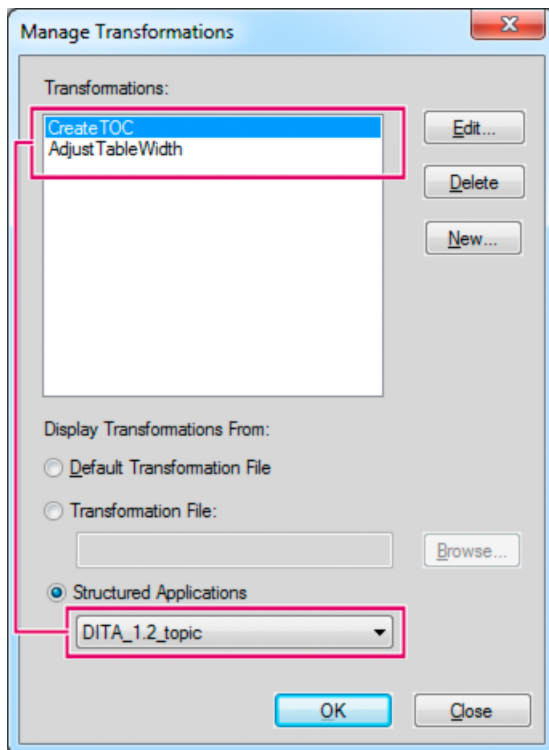 Manage Transformations
Transformations:
CreateTOC
AdjustTableWidth
Edit...
Delete
New...
Display Transformations From:
Default Transformation File
Transformation File:
Browse...
Structured Applications
DITA_1.2_topic
OK
Close